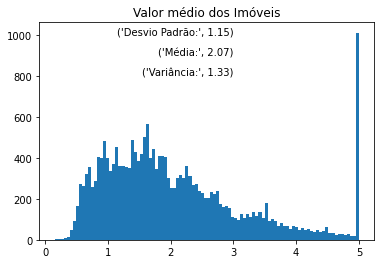 Valor médio dos Imóveis
1000
800
600
400
200
0
('Desvio Padrão:', 1.15)
('Média:', 2.07)
('Variância:', 1.33)
0 1 2 3 4 5